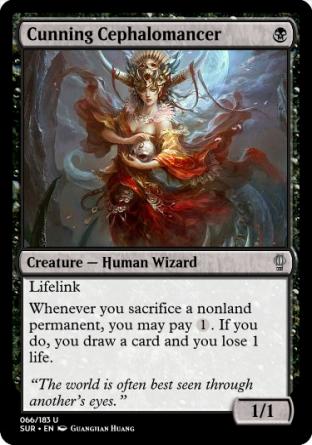 Cunning Cephalomancer
Creature — Human Wizard
Lifelink
Whenever you sacrifice a nonland
permanent, you may pay 1. If you
do, you draw a card and you lose 1
life.
“The world is often best seen through
another’s eyes.”
1/1
066/183 U
SUR • EN Guangjian Huang